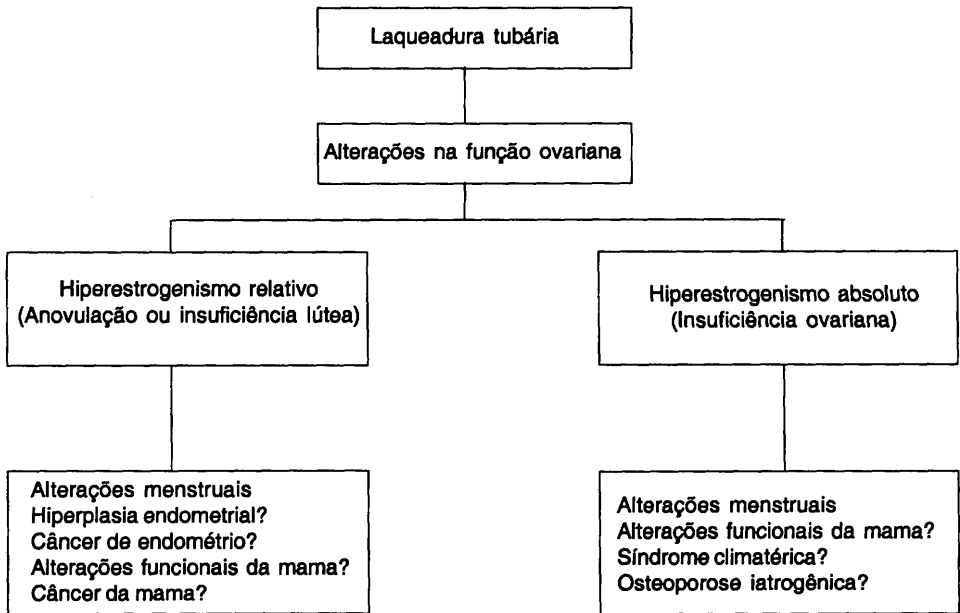 Laqueadura tubária
Alterações na função ovariana
Hiperestrogenismo relativo
(Anovulação ou insuficiência lútea)
Hiperestrogenismo absoluto
(Insuficiência ovariana)
Alterações menstruais
Hiperplasia endometrial?
Câncer de endométrio?
Alterações funcionais da mama?
Câncer da mama?
Alterações menstruais
Alterações funcionais da mama?
Síndrome climatérica?
Osteoporose iatrogênica?